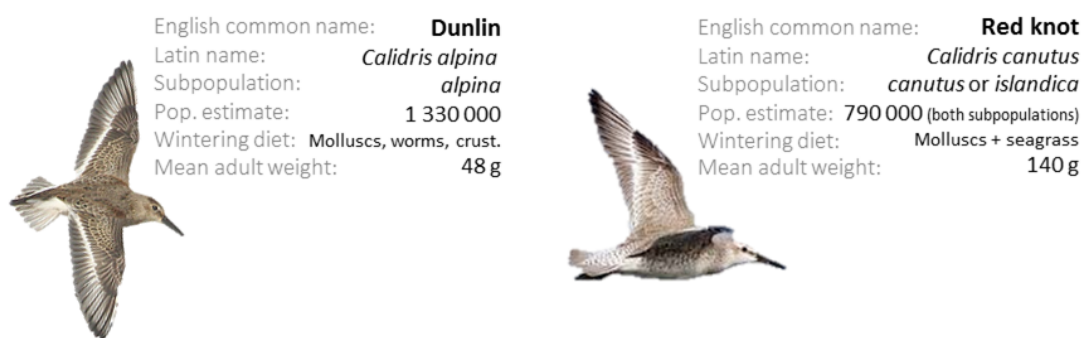 English common name: Dunlin
Latin name: Calidris alpina
Subpopulation: alpina
Pop. estimate: 1 330 000
Wintering diet: Molluscs, worms, crust.
Mean adult weight: 48 g
English common name: Red knot
Latin name: Calidris canutus
Subpopulation: canutus or islandica
Pop. estimate: 790 000 (both subpopulations)
Wintering diet: Molluscs + seagrass
Mean adult weight: 140 g